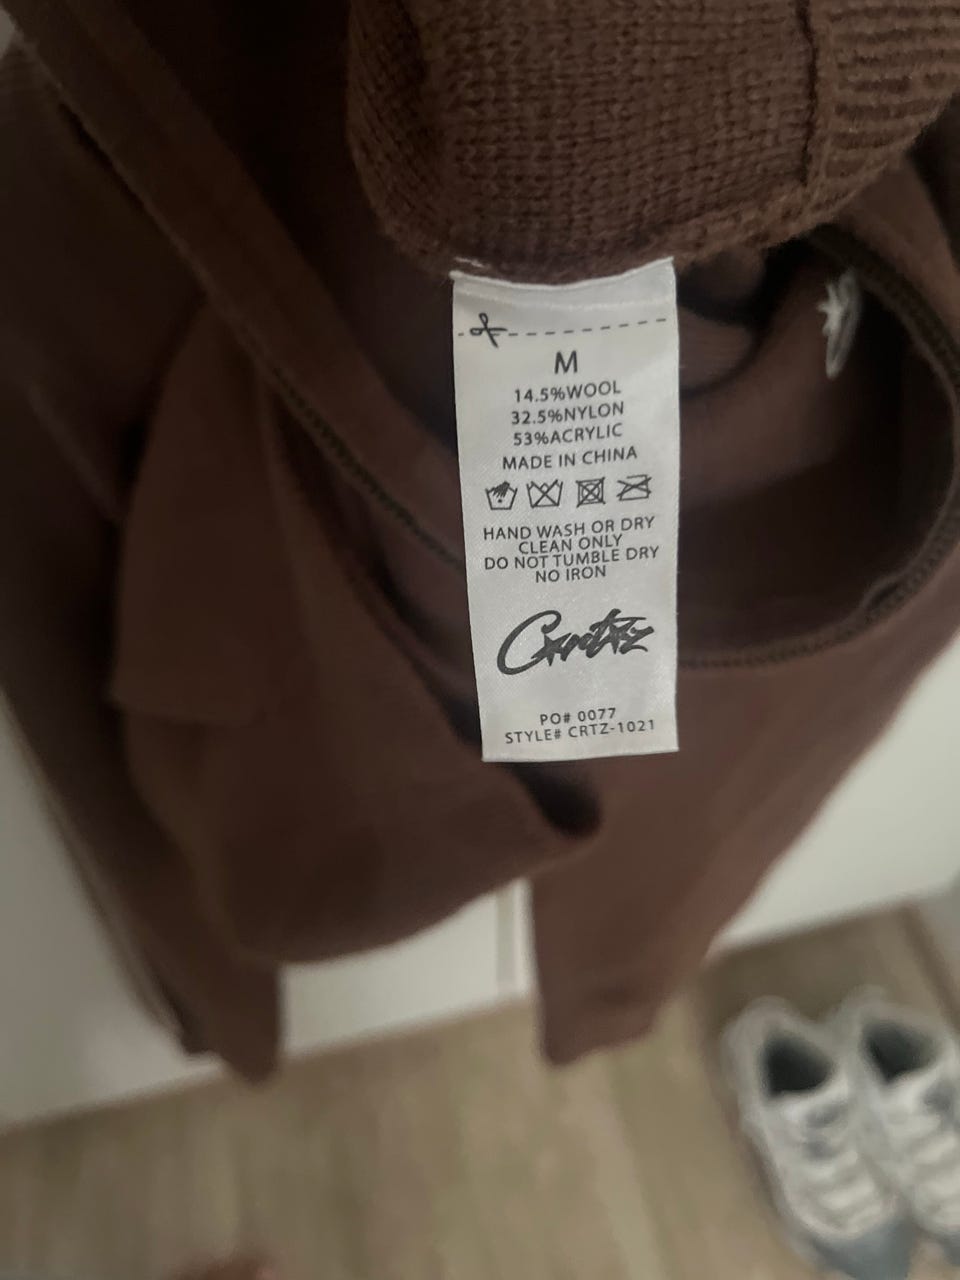 M
14.5%WOOL
32.5%NYLON
53%ACRYLIC
MADE IN CHINA
HAND WASH OR DRY
CLEAN ONLY
DO NOT TUMBLE DRY
NO IRON
Crtz
PO# 0077
STYLE# CRTZ-1021